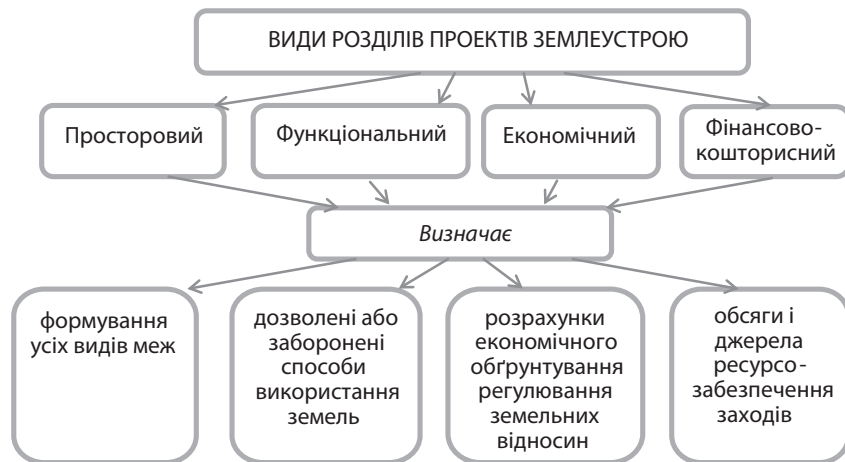 ВИДИ РОЗДІЛІВ ПРОЕКТІВ ЗЕМЛЕУСТРОЮ
Просторовий
Функціональний
Економічний
Фінансово-
кошторисний
Визначає
формування
усіх видів меж
дозволені або
заборонені
способи
використання
земель
розрахунки
економічного
обґрунтування
регулювання
земельних
відносин
обсяги і
джерела
ресурсо-
забезпечення
заходів